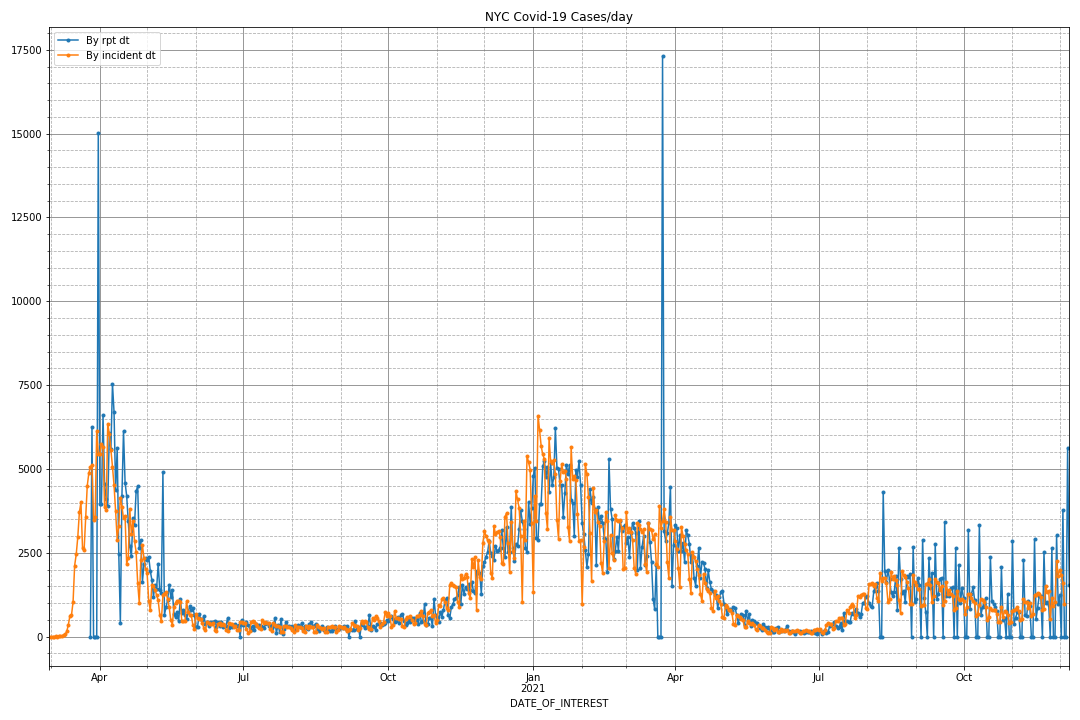 NYC Covid-19 Cases/day
By rpt dt
By incident dt
17500
15000
12500
10000
7500
5000
2500
0
Apr Jul Oct Jan Apr Jul Oct
2021
DATE_OF_INTEREST